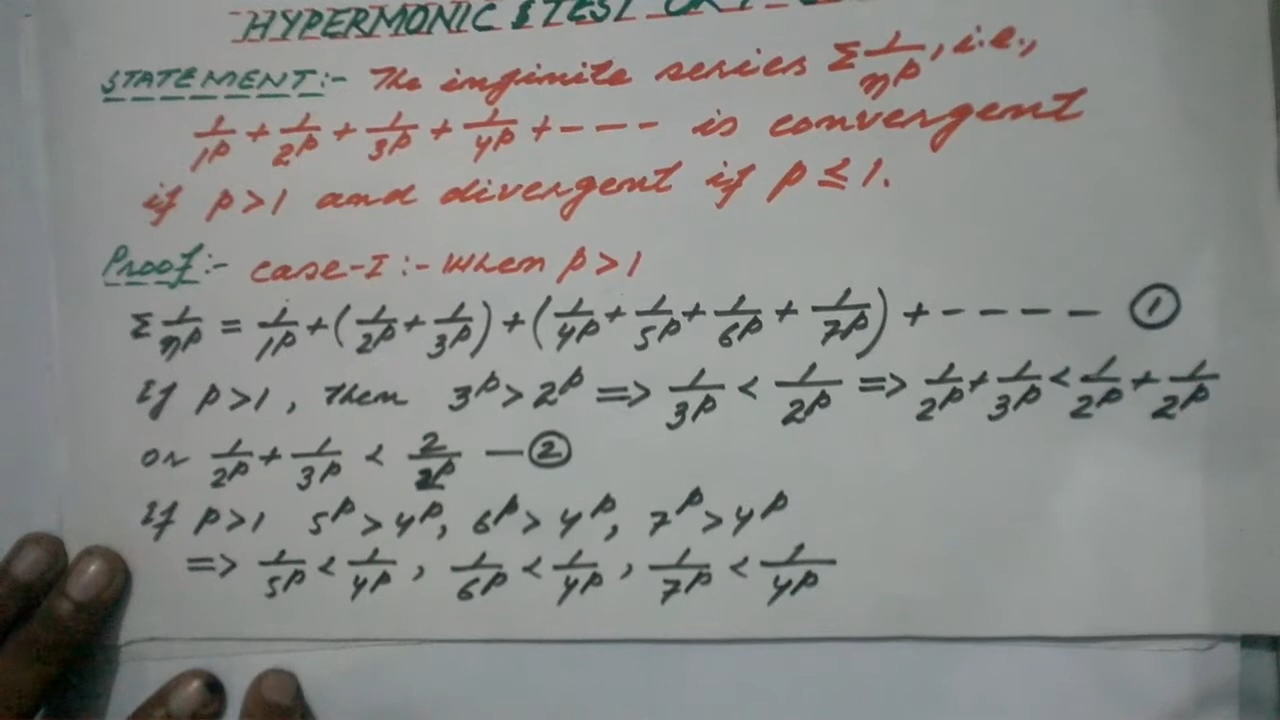 HYPERMONIC & TEST OR
STATEMENT:- The infinite series Σ 1/n^p, i.e.,
1/1^p + 1/2^p + 1/3^p + 1/4^p + ---- is convergent
if p > 1 and divergent if p ≤ 1.
Proof:- Case-I:- When p > 1
Σ 1/n^p = 1/1^p + (1/2^p + 1/3^p) + (1/4^p + 1/5^p + 1/6^p + 1/7^p) + ----- ①
If p > 1, then 3^p > 2^p => 1/3^p < 1/2^p => 1/2^p + 1/3^p < 1/2^p + 1/2^p
or 1/2^p + 1/3^p < 2/2^p — ②
If p > 1 5^p > 4^p, 6^p > 4^p, 7^p > 4^p
=> 1/5^p < 1/4^p, 1/6^p < 1/4^p, 1/7^p < 1/4^p